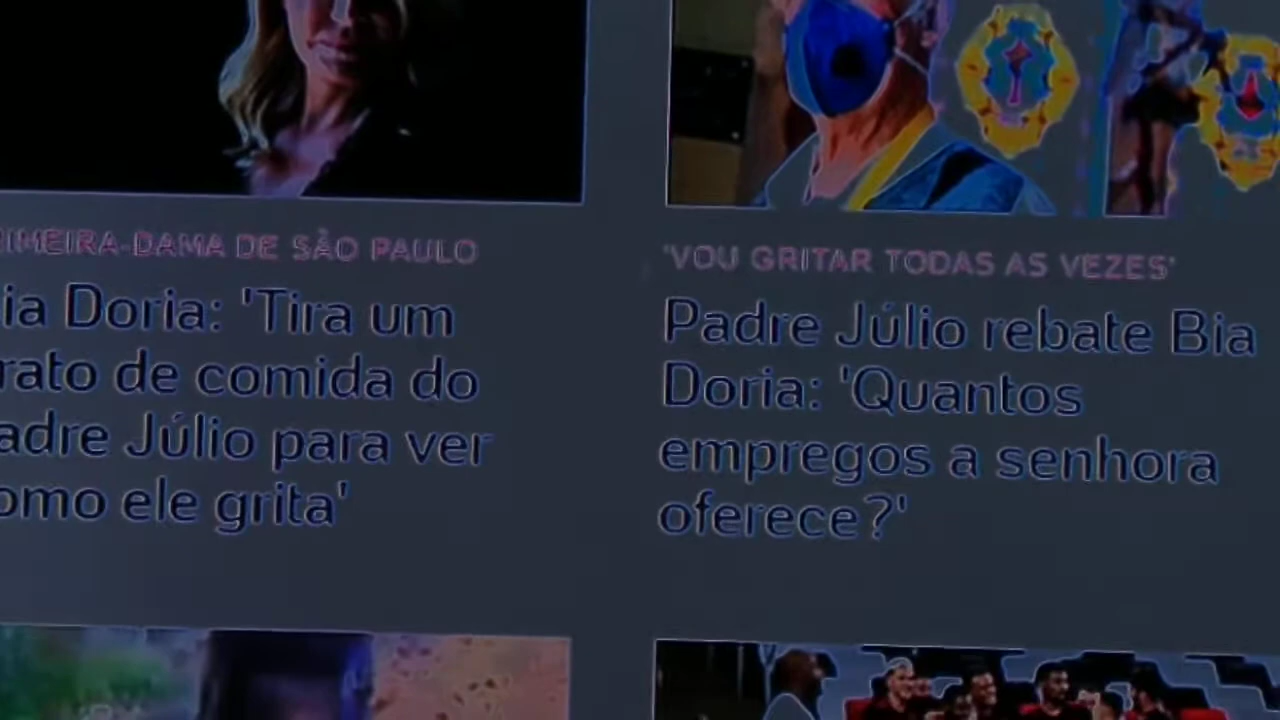 RIMEIRA-DAMA DE SÃO PAULO
ia Doria: 'Tira um
rato de comida do
adre Júlio para ver
omo ele grita'
'VOU GRITAR TODAS AS VEZES'
Padre Júlio rebate Bia
Doria: 'Quantos
empregos a senhora
oferece?'